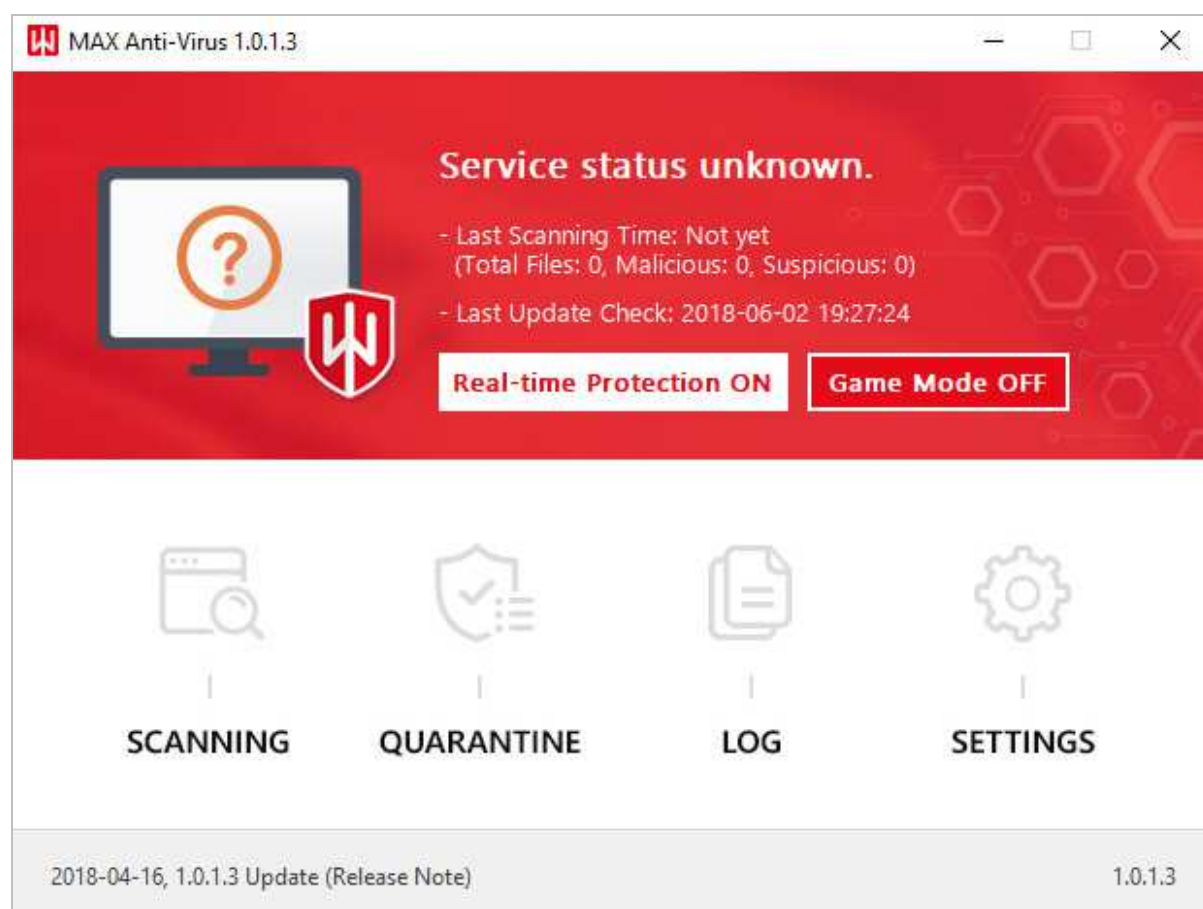 MAX Anti-Virus 1.0.1.3
Service status unknown.
- Last Scanning Time: Not yet
(Total Files: 0, Malicious: 0, Suspicious: 0)
- Last Update Check: 2018-06-02 19:27:24
Real-time Protection ON
Game Mode OFF
?
SCANNING
QUARANTINE
LOG
SETTINGS
2018-04-16, 1.0.1.3 Update (Release Note)
1.0.1.3